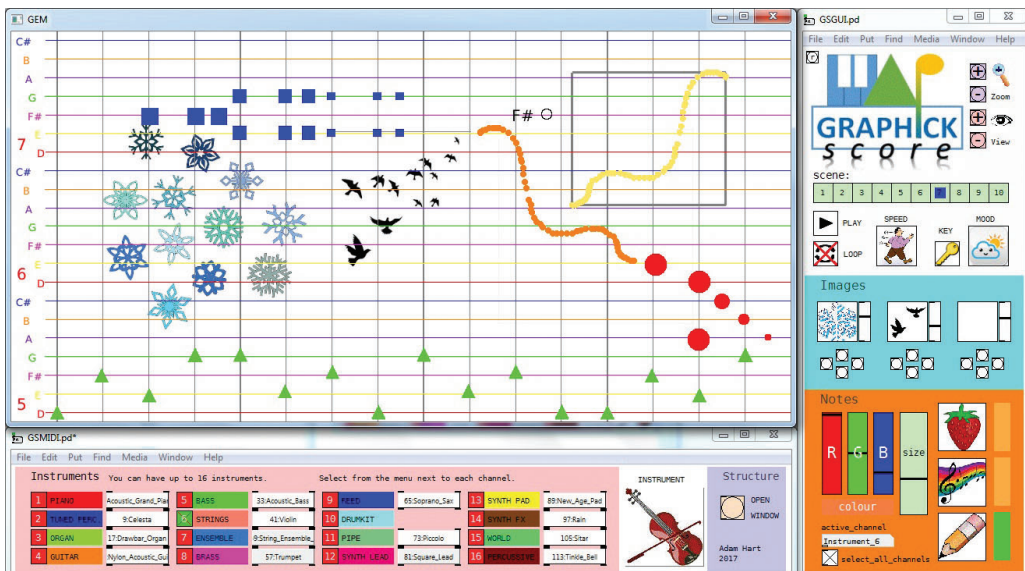 GEM
C#
B
A
G
F#
E
7
D
C#
B
A
G
F#
E
6
D
C#
B
A
G
F#
E
5
D
F#
GSGUI.pd
File Edit Put Find Media Window Help
GRAPHICK
score
Zoom
View
scene:
1 2 3 4 5 6 7 8 9 10
PLAY
LOOP
SPEED
KEY
MOOD
Images
Notes
R G B size
colour
active_channel
Instrument_6
select_all_channels
GSMIDI.pd*
File Edit Put Find Media Window Help
Instruments You can have up to 16 instruments. Select from the menu next to each channel.
1 PIANO Acoustic_Grand_Pia
2 TUNED PERC 9:Celesta
3 ORGAN 17:Drawbar_Organ
4 GUITAR Nylon_Acoustic_Gui
5 BASS 33:Acoustic_Bass
6 STRINGS 41:Violin
7 ENSEMBLE 9:String_Ensemble_
8 BRASS 57:Trumpet
9 REED 65:Soprano_Sax
10 DRUMKIT
11 PIPE 73:Piccolo
12 SYNTH LEAD 81:Square_Lead
13 SYNTH PAD 89:New_Age_Pad
14 SYNTH FX 97:Rain
15 WORLD 105:Sitar
16 PERCUSSIVE 113:Tinkle_Bell
INSTRUMENT
Structure
OPEN
WINDOW
Adam Hart
2017